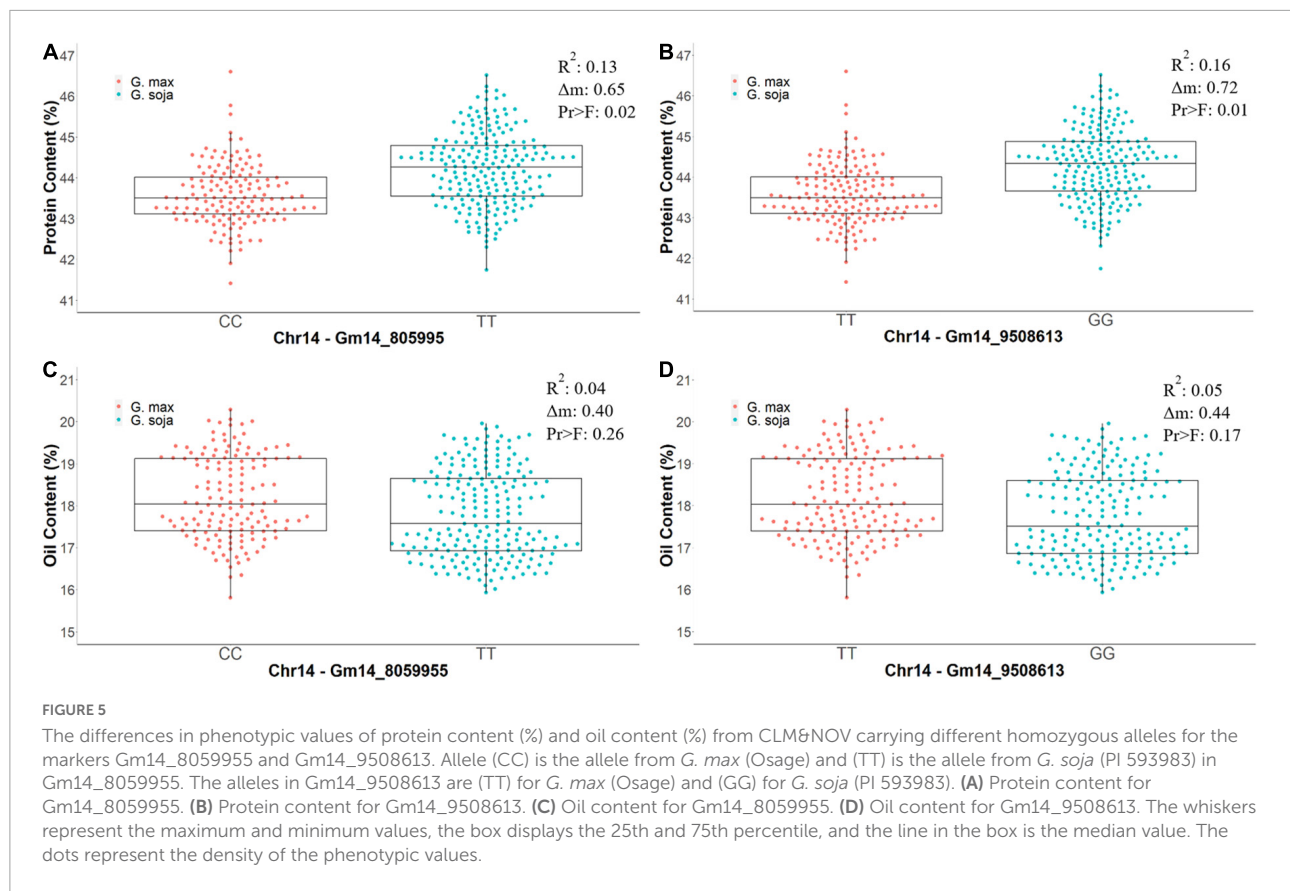 A
47
46
45
44
43
42
41
Protein Content (%)
G. max
G. soja
R2: 0.13
Δm: 0.65
Pr>F: 0.02
CC
TT
Chr14 - Gm14_805995
B
47
46
45
44
43
42
41
Protein Content (%)
G. max
G. soja
R2: 0.16
Δm: 0.72
Pr>F: 0.01
TT
GG
Chr14 - Gm14_9508613
C
21
20
19
18
17
16
15
Oil Content (%)
G. max
G. soja
R2: 0.04
Δm: 0.40
Pr>F: 0.26
CC
TT
Chr14 - Gm14_8059955
D
21
20
19
18
17
16
15
Oil Content (%)
G. max
G. soja
R2: 0.05
Δm: 0.44
Pr>F: 0.17
TT
GG
Chr14 - Gm14_9508613
FIGURE 5
The differences in phenotypic values of protein content (%) and oil content (%) from CLM&NOV carrying different homozygous alleles for the
markers Gm14_8059955 and Gm14_9508613. Allele (CC) is the allele from G. max (Osage) and (TT) is the allele from G. soja (PI 593983) in
Gm14_8059955. The alleles in Gm14_9508613 are (TT) for G. max (Osage) and (GG) for G. soja (PI 593983). (A) Protein content for
Gm14_8059955. (B) Protein content for Gm14_9508613. (C) Oil content for Gm14_8059955. (D) Oil content for Gm14_9508613. The whiskers
represent the maximum and minimum values, the box displays the 25th and 75th percentile, and the line in the box is the median value. The
dots represent the density of the phenotypic values.